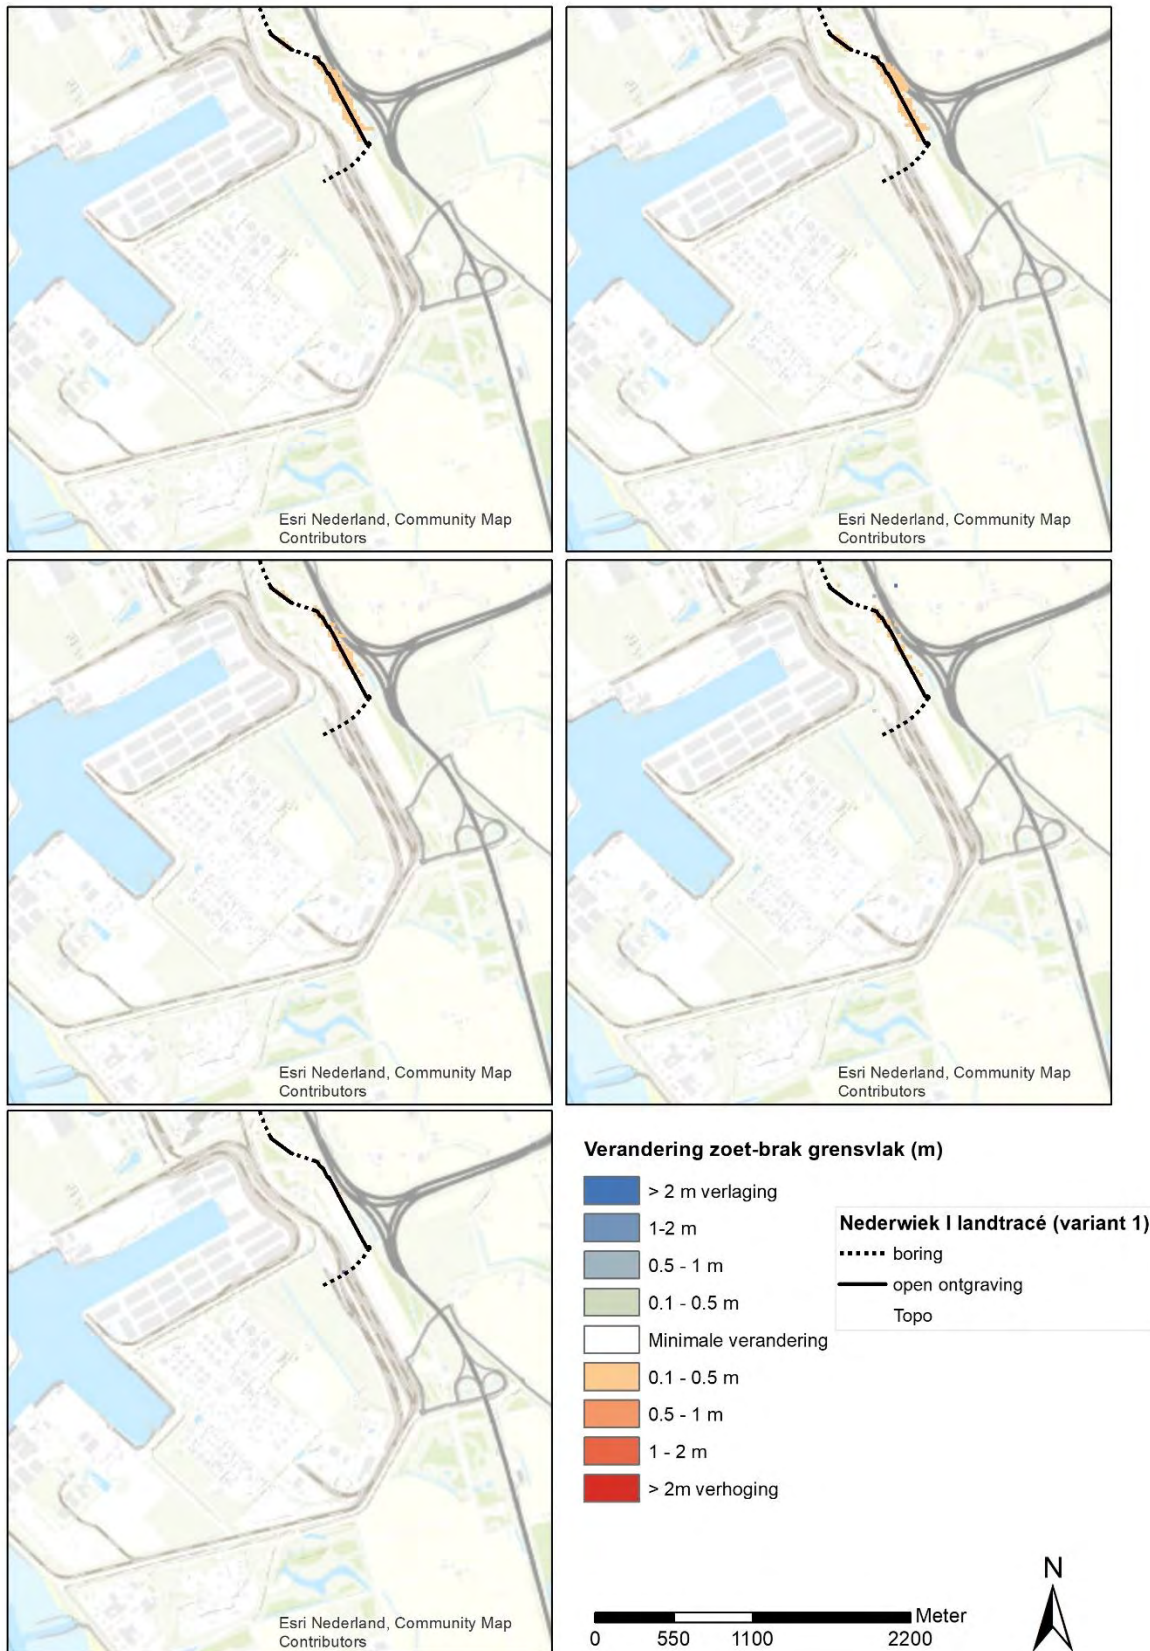 Esri Nederland, Community Map
Contributors
Esri Nederland, Community Map
Contributors
Esri Nederland, Community Map
Contributors
Esri Nederland, Community Map
Contributors
Esri Nederland, Community Map
Contributors
Verandering zoet-brak grensvlak (m)
> 2 m verlaging
1-2 m
0.5 - 1 m
0.1 - 0.5 m
Minimale verandering
0.1 - 0.5 m
0.5 - 1 m
1 - 2 m
> 2m verhoging
Nederwiek I landtracé (variant 1)
boring
open ontgraving
Topo
N
Meter
0 550 1100 2200